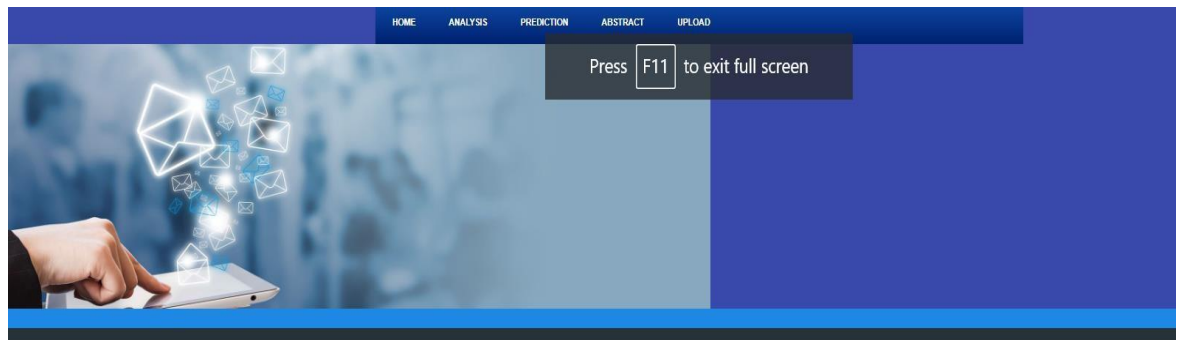 HOME ANALYSIS PREDICTION ABSTRACT UPLOAD
Press F11 to exit full screen